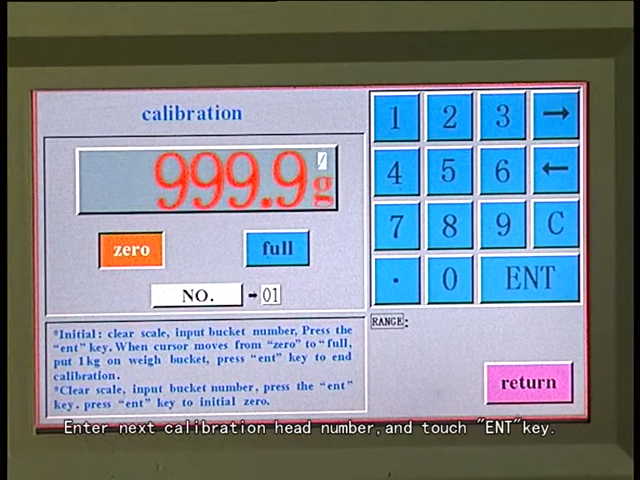 calibration
999.9g
zero
full
NO.
01
1 2 3 →
4 5 6 ←
7 8 9 C
. 0 ENT
RANGE:
*Initial: clear scale, input bucket number, Press the
"ent" key. When cursor moves from "zero" to "full,
put 1kg on weigh bucket, press "ent" key to end
calibration.
*Clear scale, input bucket number, press the "ent"
key. press "ent" key to initial zero.
return
Enter next calibration head number,and touch "ENT"key.